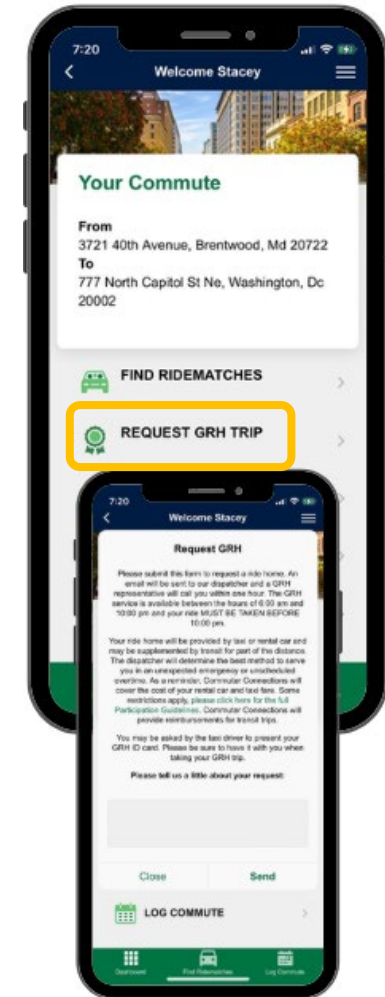 7:20
Welcome Stacey
Your Commute
From
3721 40th Avenue, Brentwood, Md 20722
To
777 North Capitol St Ne, Washington, Dc
20002
FIND RIDEMATCHES
REQUEST GRH TRIP
7:20
Welcome Stacey
Request GRH
Please submit this form to request a ride home. An
email will be sent to our dispatcher and a GRH
representative will call you within one hour. The GRH
service is available between the hours of 6:00 am and
10:00 pm and your ride MUST BE TAKEN BEFORE
10:00 pm.
Your ride home will be provided by taxi or rental car and
may be supplemented by transit for part of the distance.
The dispatcher will determine the best method to serve
you in an unexpected emergency or unscheduled
overtime. As a reminder, Commuter Connections will
cover the cost of your rental car and taxi fare. Some
restrictions apply, please click here for the full
Participation Guidelines. Commuter Connections will
provide reimbursements for transit trips.
You may be asked by the taxi driver to present your
GRH ID card. Please be sure to have it with you when
taking your GRH trip.
Please tell us a little about your request:
Close Send
LOG COMMUTE
Dashboard Find Ridematches Log Commute